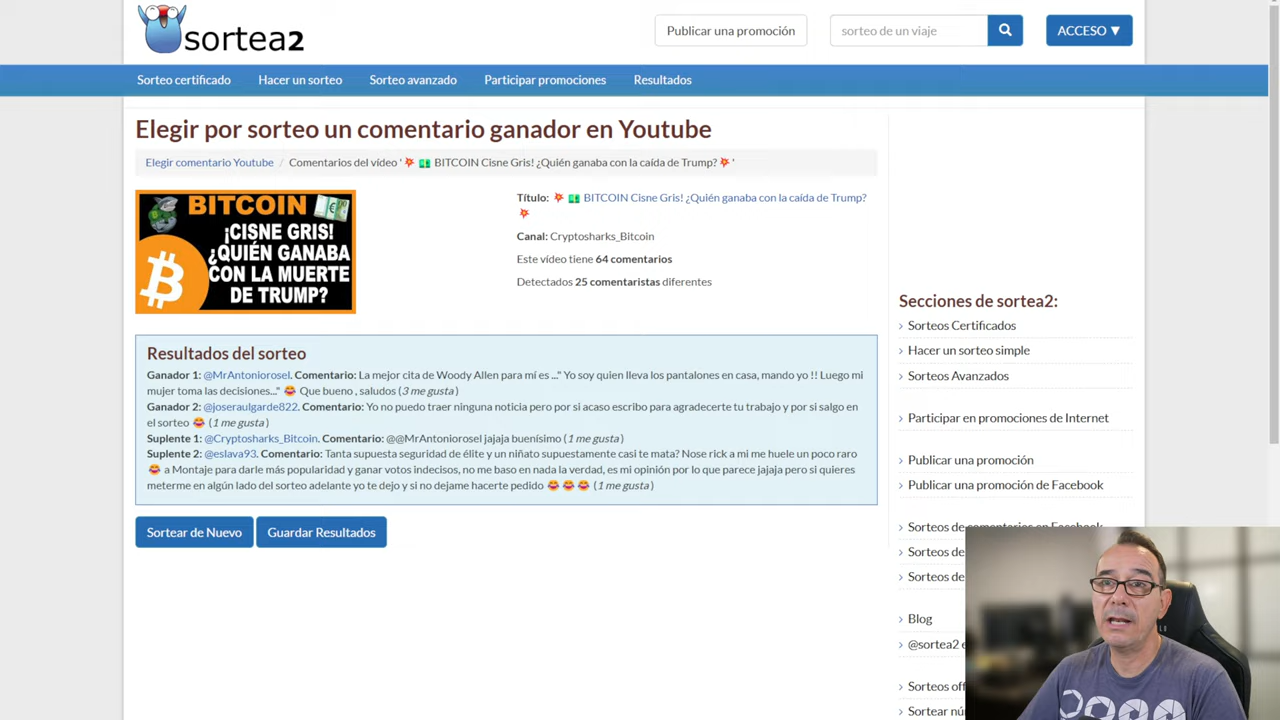 sortea2
Publicar una promoción
sorteo de un viaje
ACCESO ▼
Sorteo certificado
Hacer un sorteo
Sorteo avanzado
Participar promociones
Resultados
Elegir por sorteo un comentario ganador en Youtube
Elegir comentario Youtube / Comentarios del vídeo ' 💥 💵 BITCOIN Cisne Gris! ¿Quién ganaba con la caída de Trump? 💥 '
BITCOIN
¡CISNE GRIS!
¿QUIÉN GANABA
CON LA MUERTE
DE TRUMP?
Título: 💥 💵 BITCOIN Cisne Gris! ¿Quién ganaba con la caída de Trump?
💥
Canal: Cryptosharks_Bitcoin
Este vídeo tiene 64 comentarios
Detectados 25 comentaristas diferentes
Resultados del sorteo
Ganador 1: @MrAntoniorosel. Comentario: La mejor cita de Woody Allen para mí es ..." Yo soy quien lleva los pantalones en casa, mando yo !! Luego mi
mujer toma las decisiones..." 😂 Que bueno , saludos (3 me gusta)
Ganador 2: @joseraulgarde822. Comentario: Yo no puedo traer ninguna noticia pero por si acaso escribo para agradecerte tu trabajo y por si salgo en
el sorteo 😂 (1 me gusta)
Suplente 1: @Cryptosharks_Bitcoin. Comentario: @@MrAntoniorosel jajaja buenísimo (1 me gusta)
Suplente 2: @eslava93. Comentario: Tanta supuesta seguridad de élite y un niñato supuestamente casi te mata? Nose rick a mi me huele un poco raro
😂 a Montaje para darle más popularidad y ganar votos indecisos, no me baso en nada la verdad, es mi opinión por lo que parece jajaja pero si quieres
meterme en algún lado del sorteo adelante yo te dejo y si no dejame hacerte pedido 😂 😂 😂 (1 me gusta)
Sortear de Nuevo
Guardar Resultados
Secciones de sortea2:
Sorteos Certificados
Hacer un sorteo simple
Sorteos Avanzados
Participar en promociones de Internet
Publicar una promoción
Publicar una promoción de Facebook
Sorteos de comentarios en Facebook
Sorteos de
Sorteos de
Blog
@sortea2 e
Sorteos off
Sortear nú